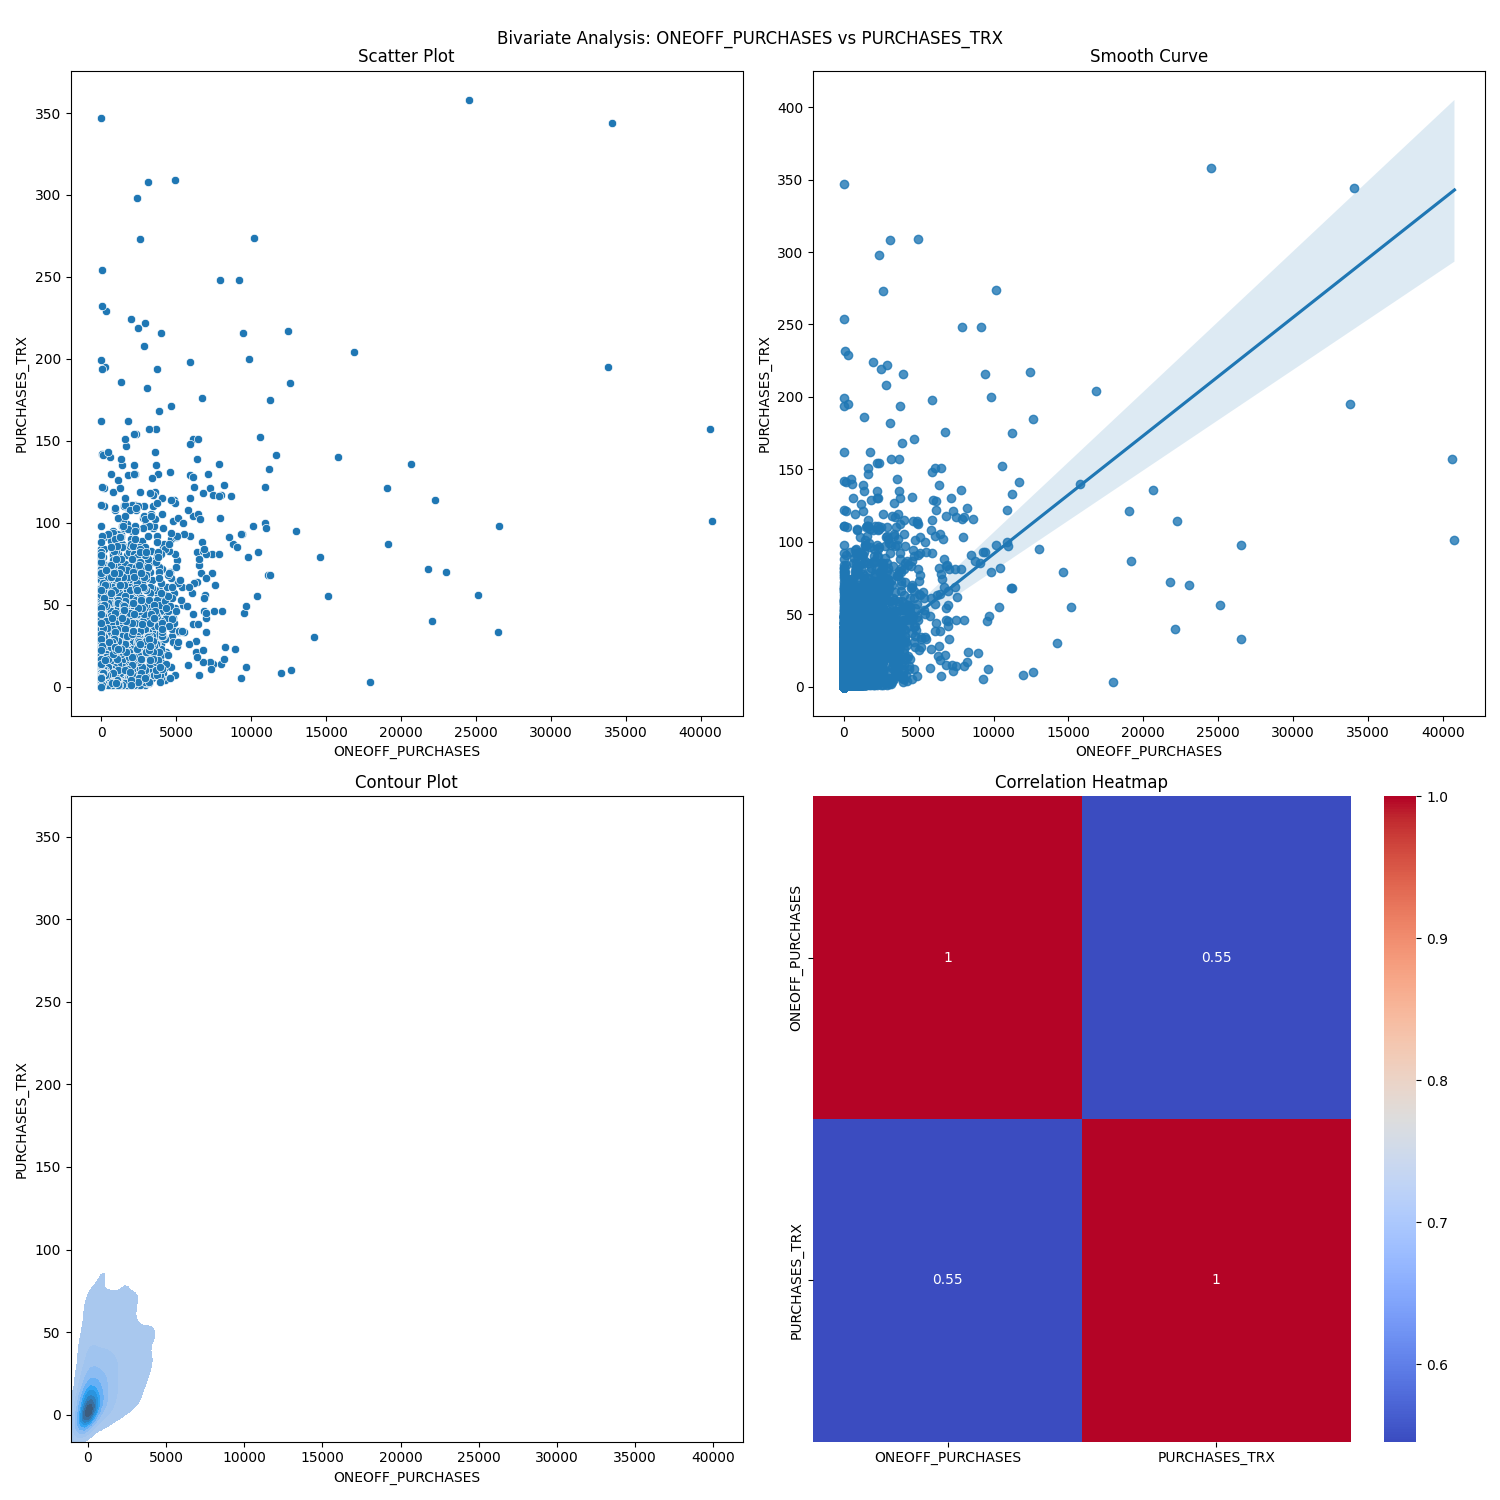 Bivariate Analysis: ONEOFF_PURCHASES vs PURCHASES_TRX
Scatter Plot
350
300
250
200
150
100
50
0
PURCHASES_TRX
0 5000 10000 15000 20000 25000 30000 35000 40000
ONEOFF_PURCHASES
Smooth Curve
400
350
300
250
200
150
100
50
0
PURCHASES_TRX
0 5000 10000 15000 20000 25000 30000 35000 40000
ONEOFF_PURCHASES
Contour Plot
350
300
250
200
150
100
50
0
PURCHASES_TRX
0 5000 10000 15000 20000 25000 30000 35000 40000
ONEOFF_PURCHASES
Correlation Heatmap
ONEOFF_PURCHASES
1 0.55
PURCHASES_TRX
0.55 1
ONEOFF_PURCHASES PURCHASES_TRX
1.0
0.9
0.8
0.7
0.6